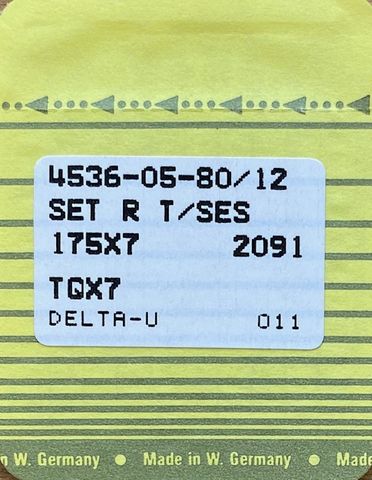 4536-05-80/12
SET R T/SES
175X7 2091
TQX7
DELTA-U 011
n W. Germany ● Made in W. Germany ● Made